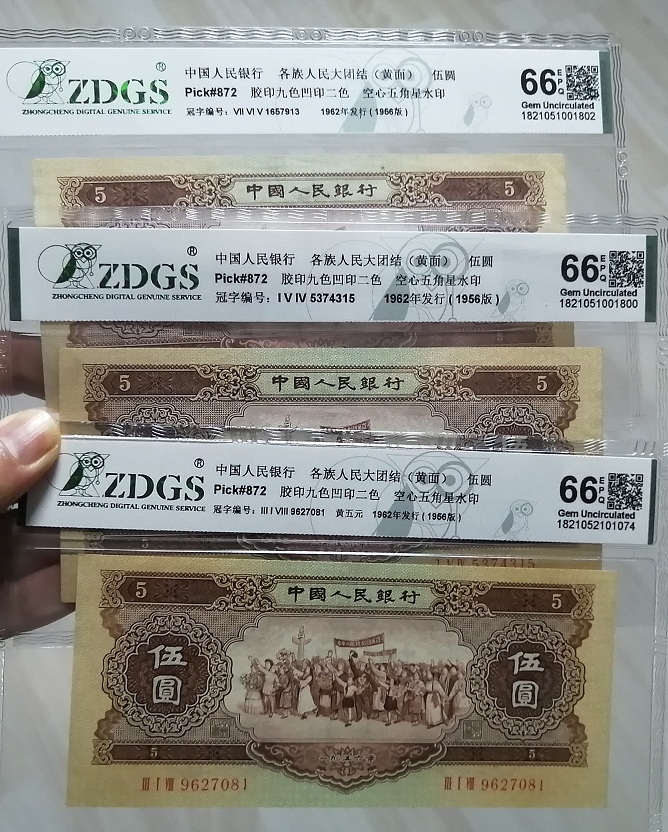 ZDGS®
ZHONGCHENG DIGITAL GENUINE SERVICE
中国人民银行 各族人民大团结（黄面） 伍圆
Pick#872 胶印九色凹印二色 空心五角星水印
冠字编号：VII VI V 1657913 1962年发行(1956版)
66 EPQ
Gem Uncirculated
1821051001802
5 中國人民銀行 5
ZDGS®
ZHONGCHENG DIGITAL GENUINE SERVICE
中国人民银行 各族人民大团结（黄面） 伍圆
Pick#872 胶印九色凹印二色 空心五角星水印
冠字编号：I V IV 5374315 1962年发行(1956版)
66 EPQ
Gem Uncirculated
1821051001800
5 中國人民銀行 5
ZDGS®
ZHONGCHENG DIGITAL GENUINE SERVICE
中国人民银行 各族人民大团结（黄面） 伍圆
Pick#872 胶印九色凹印二色 空心五角星水印
冠字编号：III I VIII 9627081 黄五元 1962年发行(1956版)
66 EPQ
Gem Uncirculated
1821052101074
I V IV 5374315
5 中國人民銀行 5
伍圓 伍圓
5 一九五六年 5
III I VIII 9627081 III I VIII 9627081